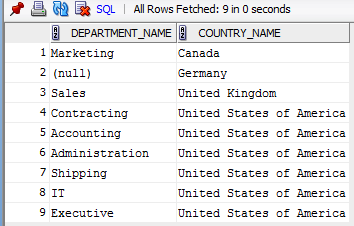 SQL | All Rows Fetched: 9 in 0 seconds
DEPARTMENT_NAME COUNTRY_NAME
1 Marketing Canada
2 (null) Germany
3 Sales United Kingdom
4 Contracting United States of America
5 Accounting United States of America
6 Administration United States of America
7 Shipping United States of America
8 IT United States of America
9 Executive United States of America